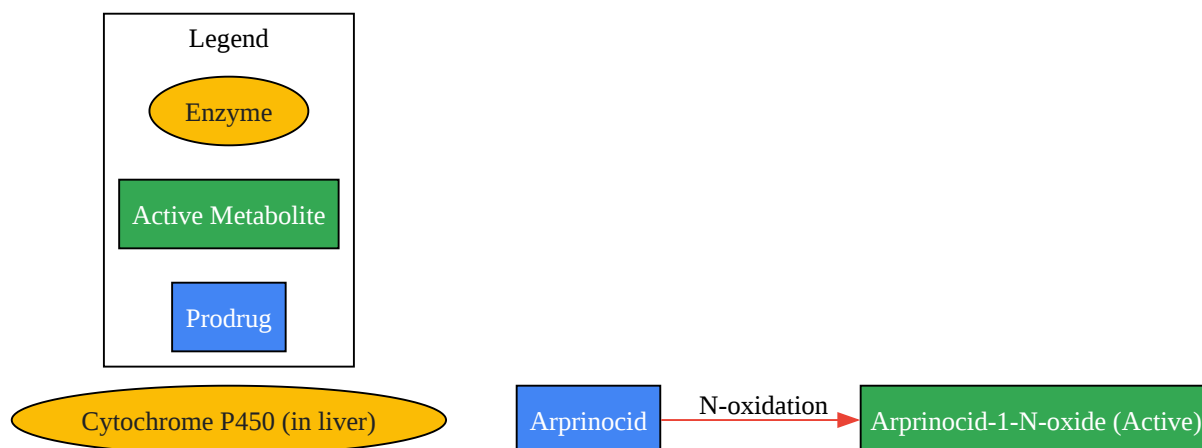 Legend
Enzyme
Active Metabolite
Prodrug
Cytochrome P450 (in liver)
Arprinocid
N-oxidation
Arprinocid-1-N-oxide (Active)